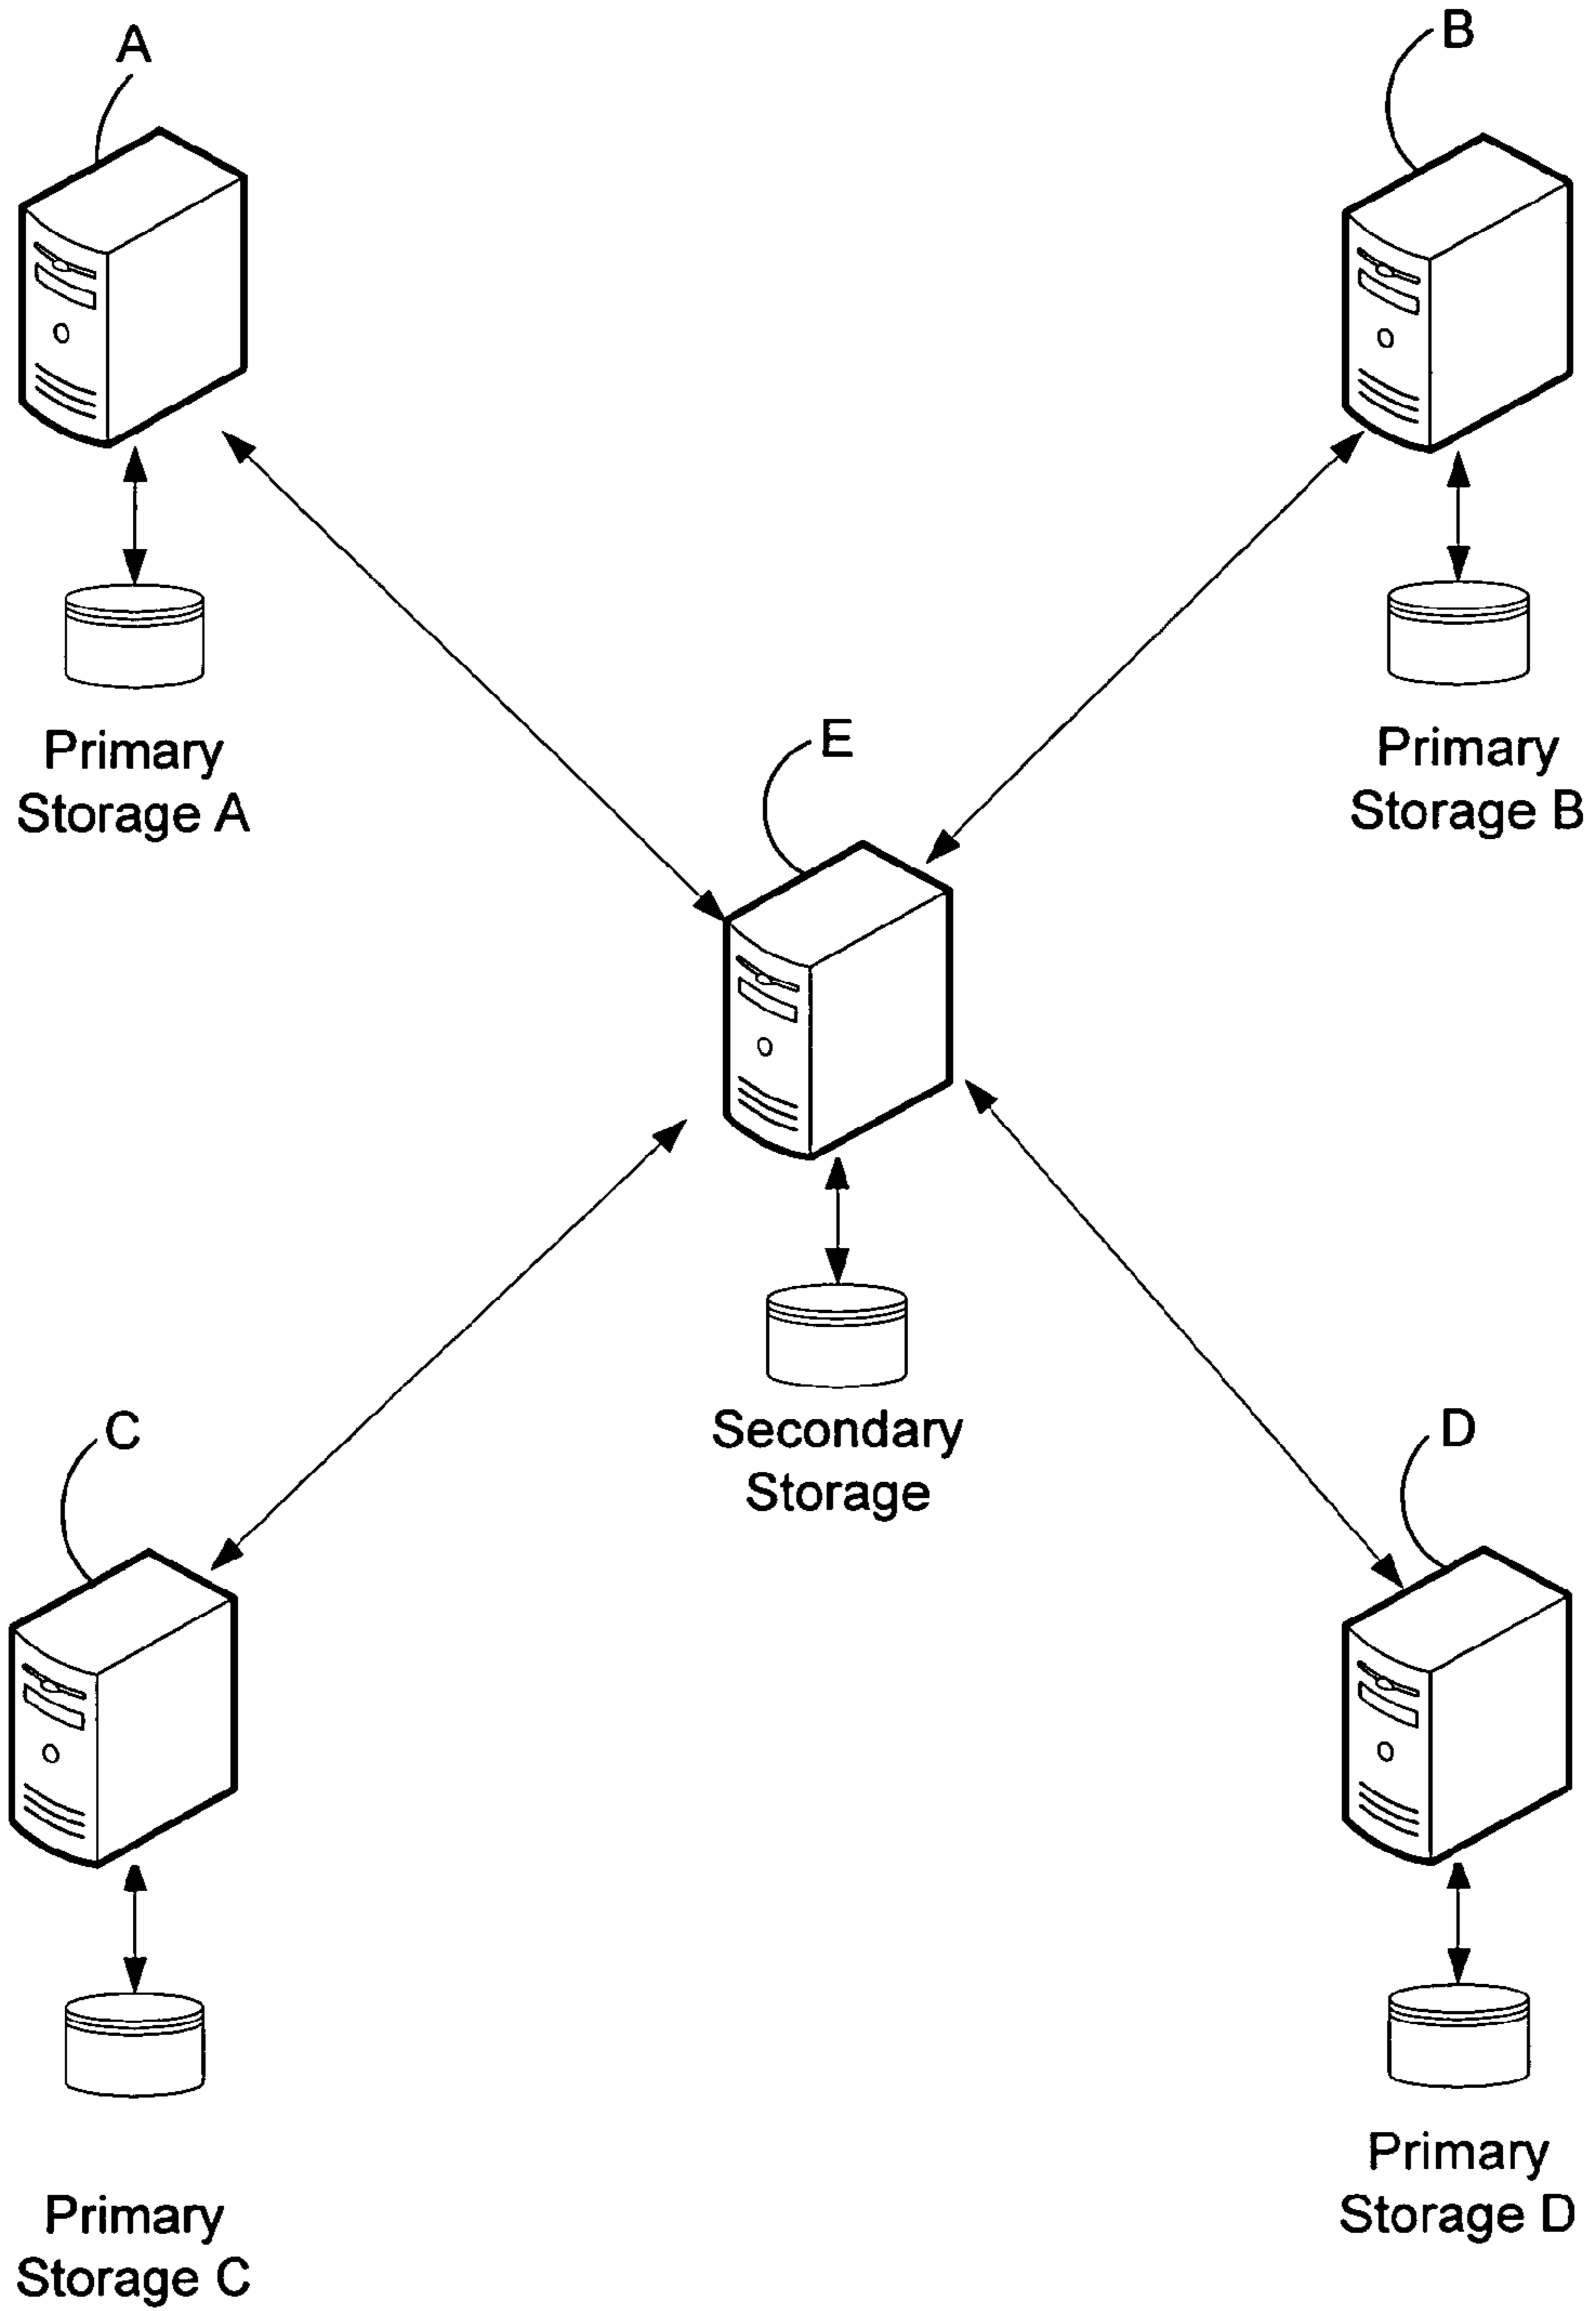 A
B
Primary
Storage A
Primary
Storage B
E
Secondary
Storage
C
D
Primary
Storage C
Primary
Storage D